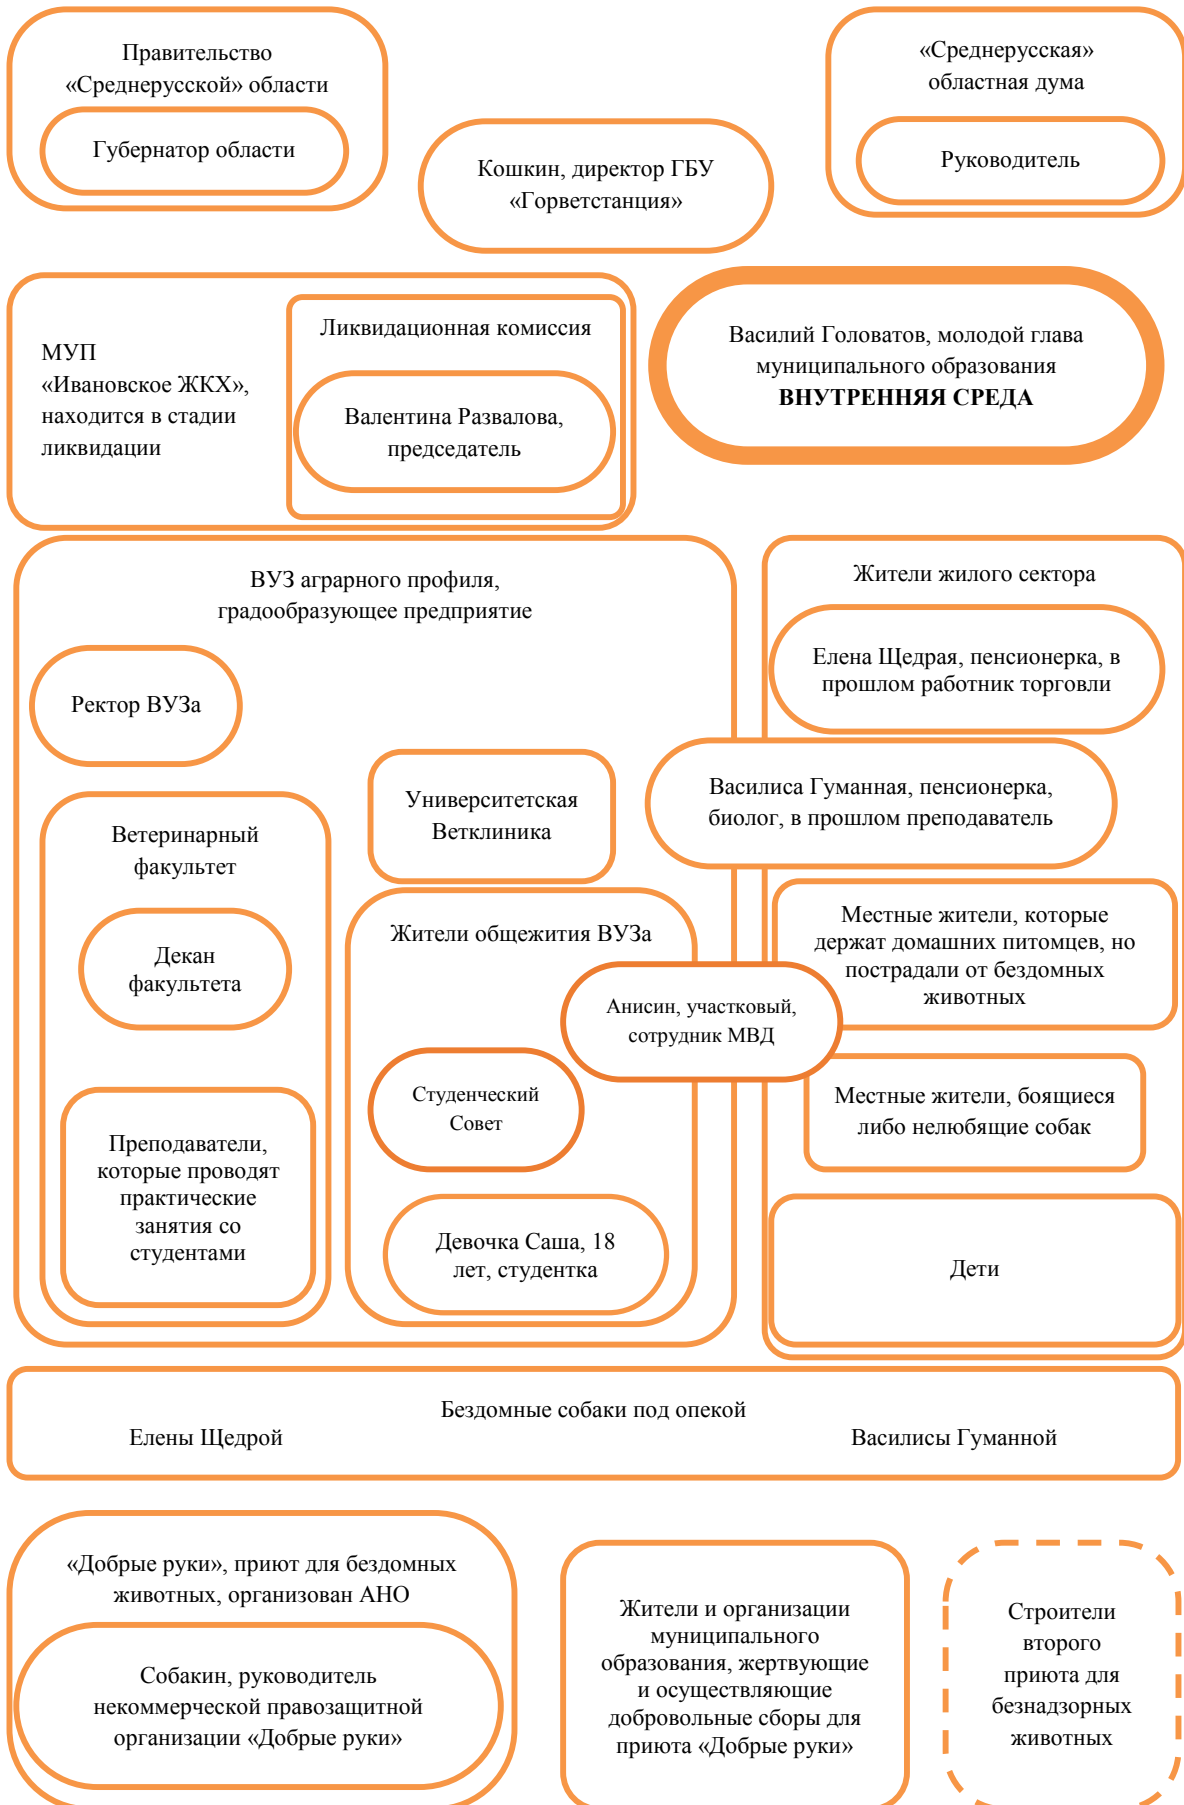 Правительство
«Среднерусской» области
Губернатор области
«Среднерусская»
областная дума
Руководитель
Кошкин, директор ГБУ
«Горветстанция»
МУП
«Ивановское ЖКХ»,
находится в стадии
ликвидации
Ликвидационная комиссия
Валентина Развалова,
председатель
Василий Головатов, молодой глава
муниципального образования
ВНУТРЕННЯЯ СРЕДА
ВУЗ аграрного профиля,
градообразующее предприятие
Ректор ВУЗа
Ветеринарный
факультет
Декан
факультета
Преподаватели,
которые проводят
практические
занятия со
студентами
Университетская
Ветклиника
Жители общежития ВУЗа
Анисин, участковый,
сотрудник МВД
Студенческий
Совет
Девочка Саша, 18
лет, студентка
Жители жилого сектора
Елена Щедрая, пенсионерка, в
прошлом работник торговли
Василиса Гуманная, пенсионерка,
биолог, в прошлом преподаватель
Местные жители, которые
держат домашних питомцев, но
пострадали от бездомных
животных
Местные жители, боящиеся
либо нелюбящие собак
Дети
Бездомные собаки под опекой
Елены Щедрой Василисы Гуманной
«Добрые руки», приют для бездомных
животных, организован АНО
Собакин, руководитель
некоммерческой правозащитной
организации «Добрые руки»
Жители и организации
муниципального
образования, жертвующие
и осуществляющие
добровольные сборы для
приюта «Добрые руки»
Строители
второго
приюта для
безнадзорных
животных